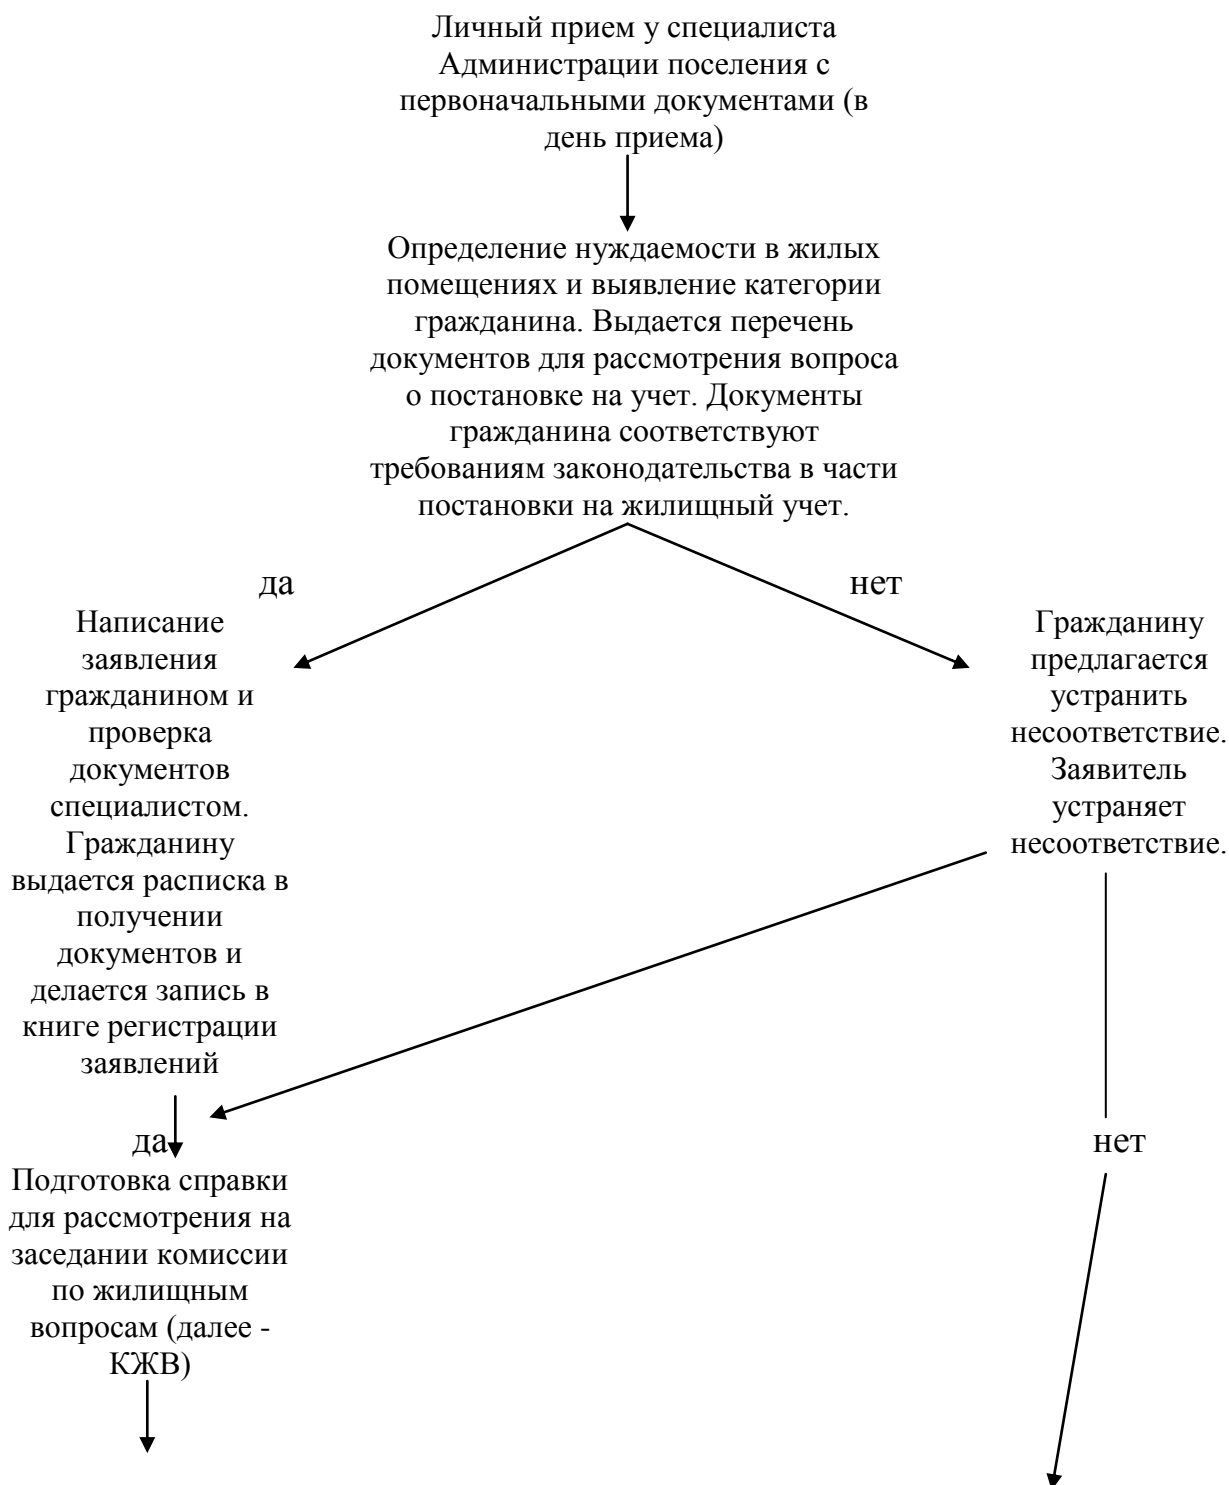 Личный прием у специалиста
Администрации поселения с
первоначальными документами (в
день приема)
Определение нуждаемости в жилых
помещениях и выявление категории
гражданина. Выдается перечень
документов для рассмотрения вопроса
о постановке на учет. Документы
гражданина соответствуют
требованиям законодательства в части
постановки на жилищный учет.
да
нет
Написание
заявления
гражданином и
проверка
документов
специалистом.
Гражданину
выдается расписка в
получении
документов и
делается запись в
книге регистрации
заявлений
Гражданину
предлагается
устранить
несоответствие.
Заявитель
устраняет
несоответствие.
да
нет
Подготовка справки
для рассмотрения на
заседании комиссии
по жилищным
вопросам (далее -
КЖВ)